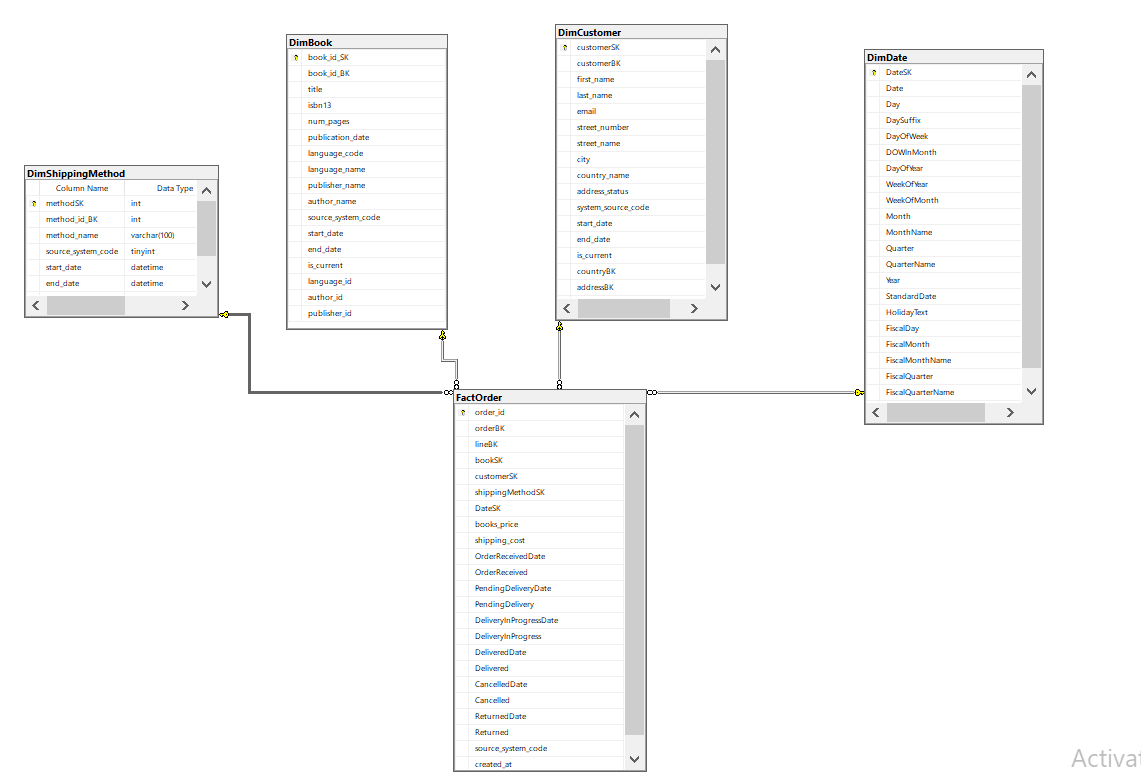 DimBook
book_id_SK
book_id_BK
title
isbn13
num_pages
publication_date
language_code
language_name
publisher_name
author_name
source_system_code
start_date
end_date
is_current
language_id
author_id
publisher_id
DimCustomer
customerSK
customerBK
first_name
last_name
email
street_number
street_name
city
country_name
address_status
system_source_code
start_date
end_date
is_current
countryBK
addressBK
DimDate
DateSK
Date
Day
DaySuffix
DayOfWeek
DOWInMonth
DayOfYear
WeekOfYear
WeekOfMonth
Month
MonthName
Quarter
QuarterName
Year
StandardDate
HolidayText
FiscalDay
FiscalMonth
FiscalMonthName
FiscalQuarter
FiscalQuarterName
DimShippingMethod
Column Name Data Type
methodSK int
method_id_BK int
method_name varchar(100)
source_system_code tinyint
start_date datetime
end_date datetime
FactOrder
order_id
orderBK
lineBK
bookSK
customerSK
shippingMethodSK
DateSK
books_price
shipping_cost
OrderReceivedDate
OrderReceived
PendingDeliveryDate
PendingDelivery
DeliveryInProgressDate
DeliveryInProgress
DeliveredDate
Delivered
CancelledDate
Cancelled
ReturnedDate
Returned
source_system_code
created_at
Activat